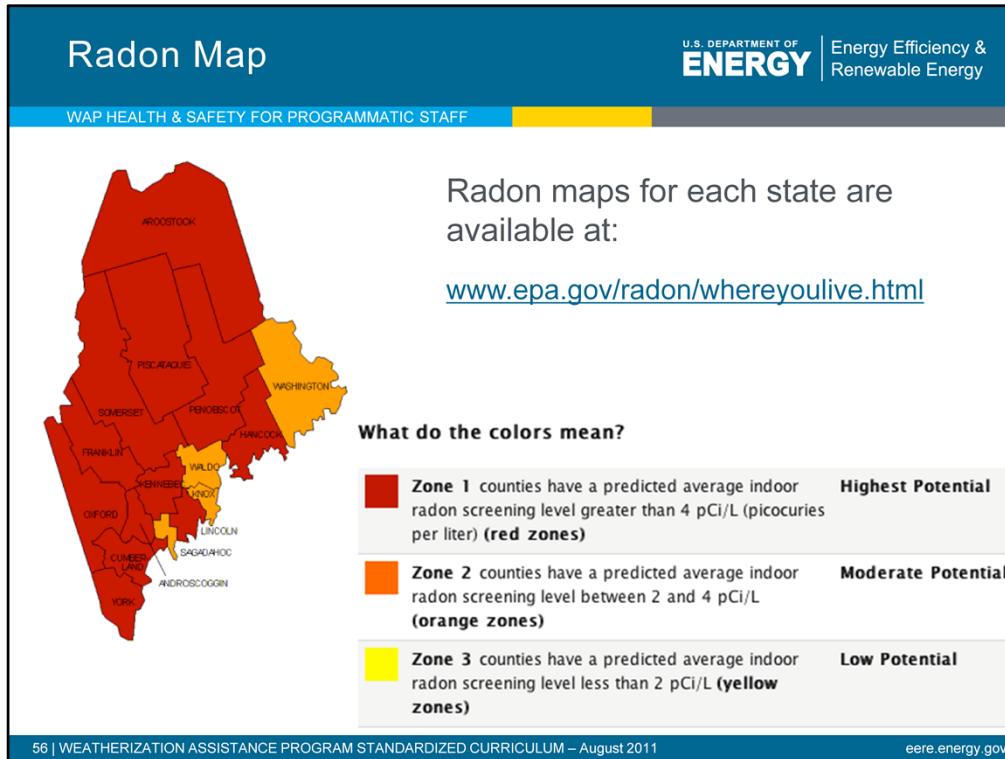 Radon Map
U.S. DEPARTMENT OF
ENERGY
Energy Efficiency &
Renewable Energy
WAP HEALTH & SAFETY FOR PROGRAMMATIC STAFF
AROOSTOOK
PISCATAQUIS
WASHINGTON
SOMERSET
PENOBSCOT
HANCOCK
FRANKLIN
WALDO
KENNEBEC
KNOX
OXFORD
LINCOLN
SAGADAHOC
CUMBER-
LAND
ANDROSCOGGIN
YORK
Radon maps for each state are
available at:
www.epa.gov/radon/whereyoulive.html
What do the colors mean?
Zone 1 counties have a predicted average indoor
radon screening level greater than 4 pCi/L (picocuries
per liter) (red zones)
Highest Potential
Zone 2 counties have a predicted average indoor
radon screening level between 2 and 4 pCi/L
(orange zones)
Moderate Potential
Zone 3 counties have a predicted average indoor
radon screening level less than 2 pCi/L (yellow
zones)
Low Potential
56 | WEATHERIZATION ASSISTANCE PROGRAM STANDARDIZED CURRICULUM – August 2011
eere.energy.gov